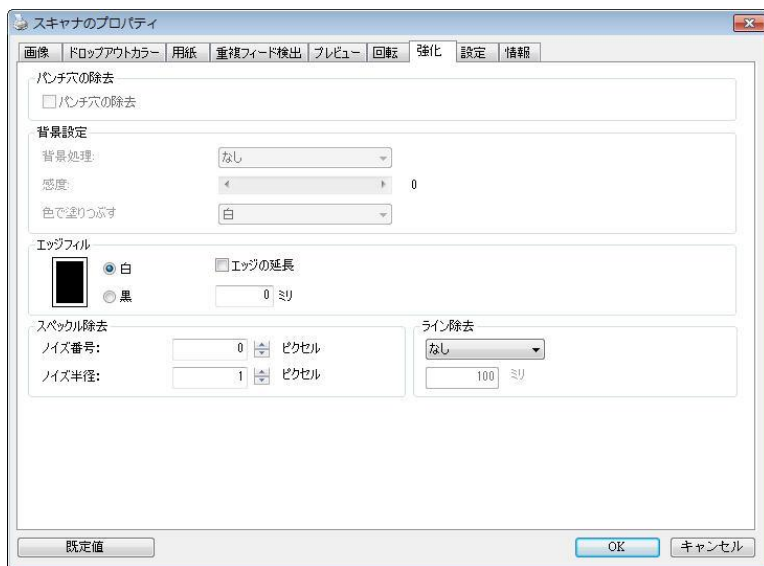 スキャナのプロパティ
画像 ドロップアウトカラー 用紙 重複フィード検出 プレビュー 回転 強化 設定 情報
パンチ穴の除去
パンチ穴の除去
背景設定
背景処理: なし
感度: 0
色で塗りつぶす 白
エッジフィル
白 エッジの延長
黒 0 ミリ
スペックル除去 ライン除去
ノイズ番号: 0 ピクセル なし
ノイズ半径: 1 ピクセル 100 ミリ
既定値 OK キャンセル